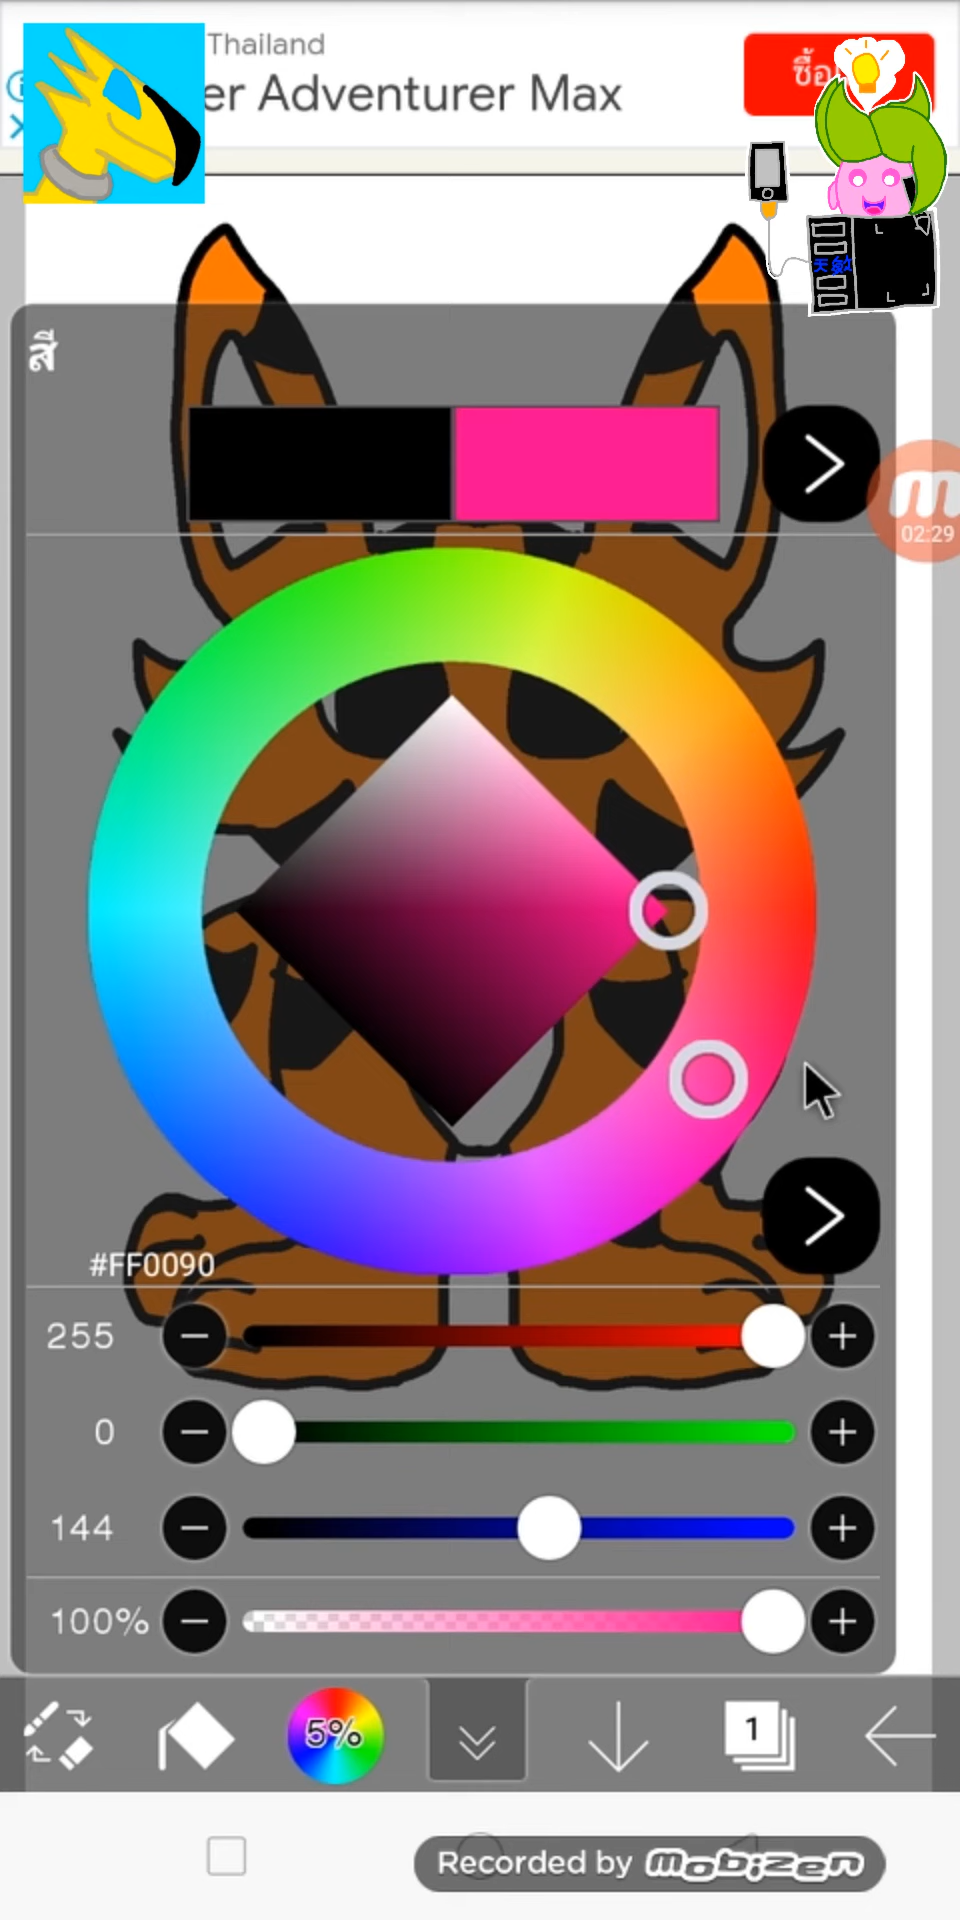 Thailand
er Adventurer Max
ซื้อ
สี
02:29
#FF0090
255
0
144
100%
5%
1
Recorded by mobizen